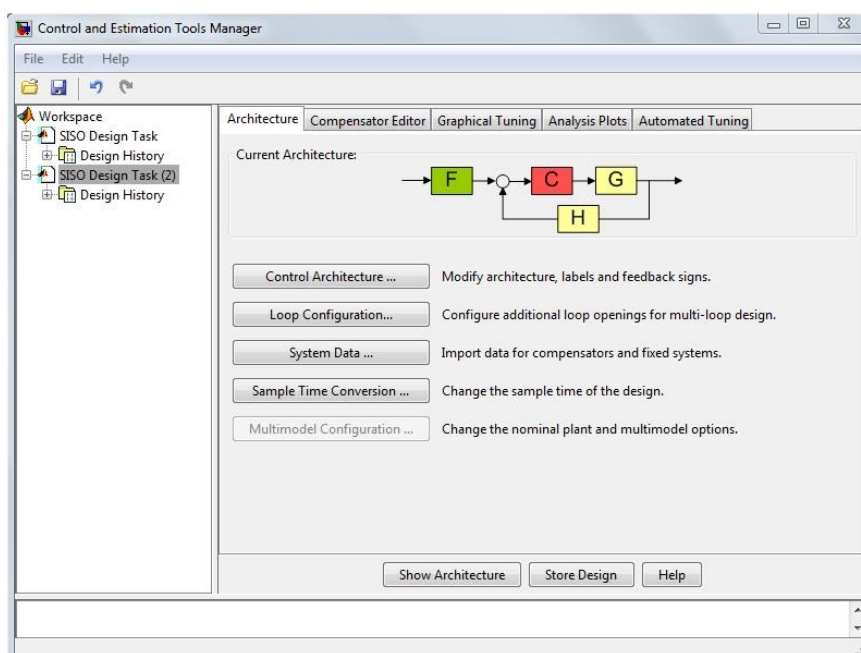 Control and Estimation Tools Manager
File Edit Help
Workspace
SISO Design Task
Design History
SISO Design Task (2)
Design History
Architecture Compensator Editor Graphical Tuning Analysis Plots Automated Tuning
Current Architecture:
F C G
H
Control Architecture ... Modify architecture, labels and feedback signs.
Loop Configuration... Configure additional loop openings for multi-loop design.
System Data ... Import data for compensators and fixed systems.
Sample Time Conversion ... Change the sample time of the design.
Multimodel Configuration ... Change the nominal plant and multimodel options.
Show Architecture Store Design Help